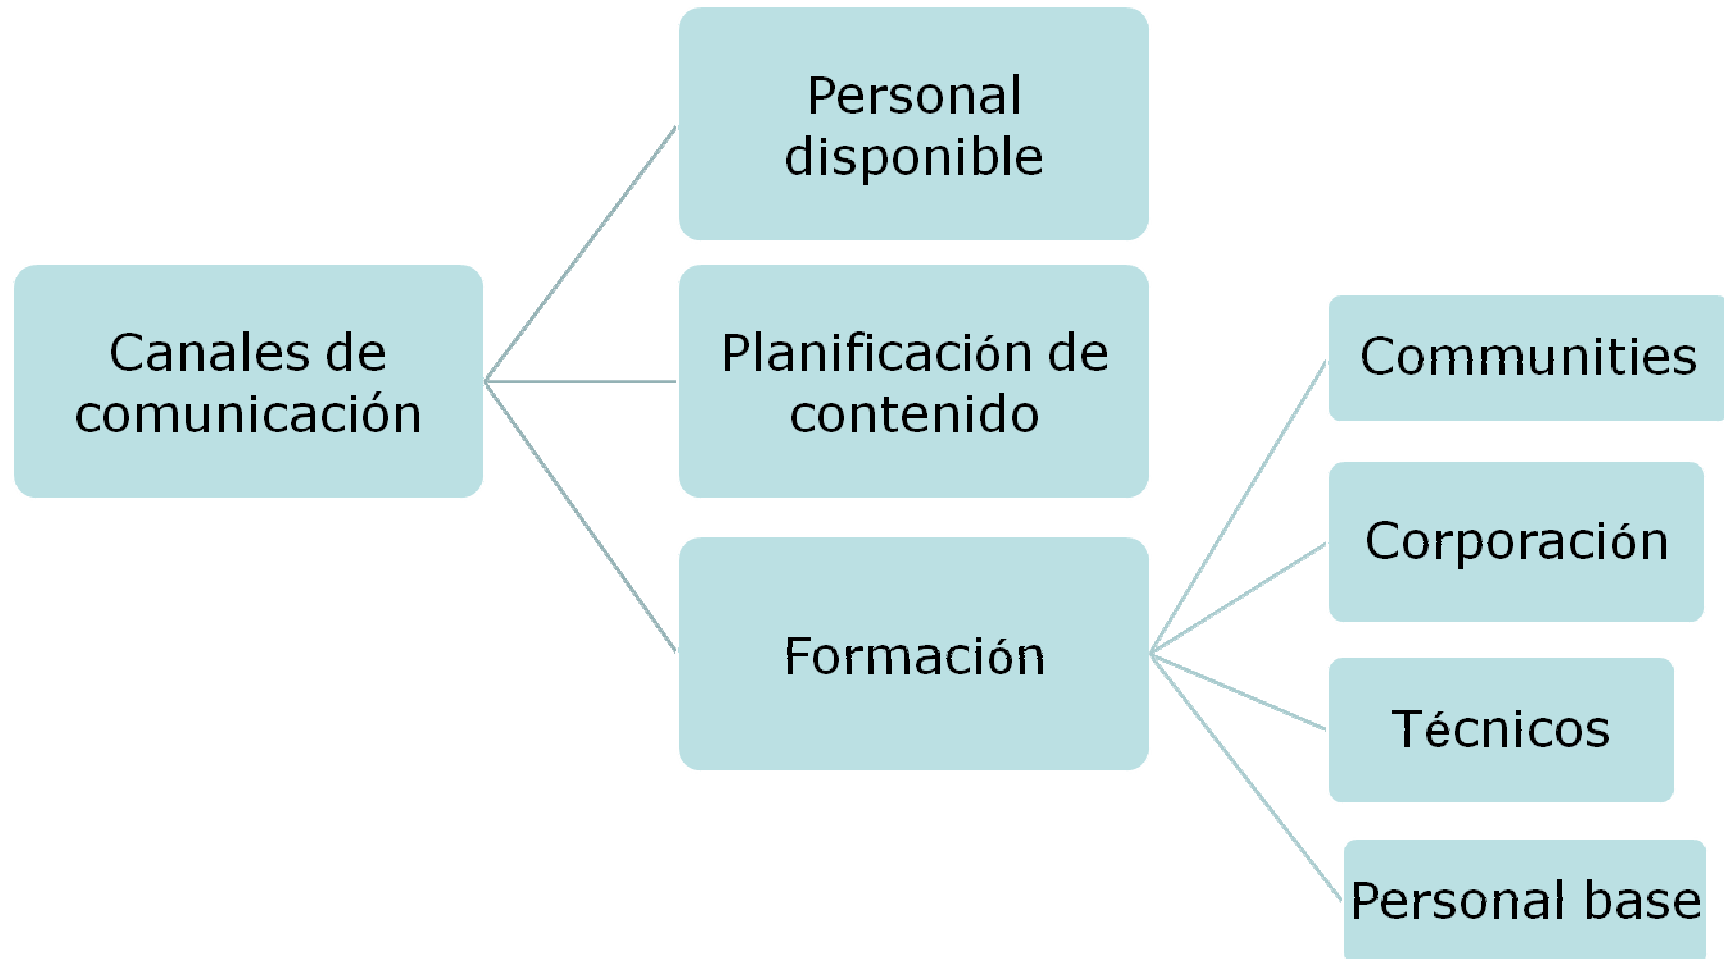 Personal
disponible
Canales de
comunicación
Planificación de
contenido
Formación
Communities
Corporación
Técnicos
Personal base